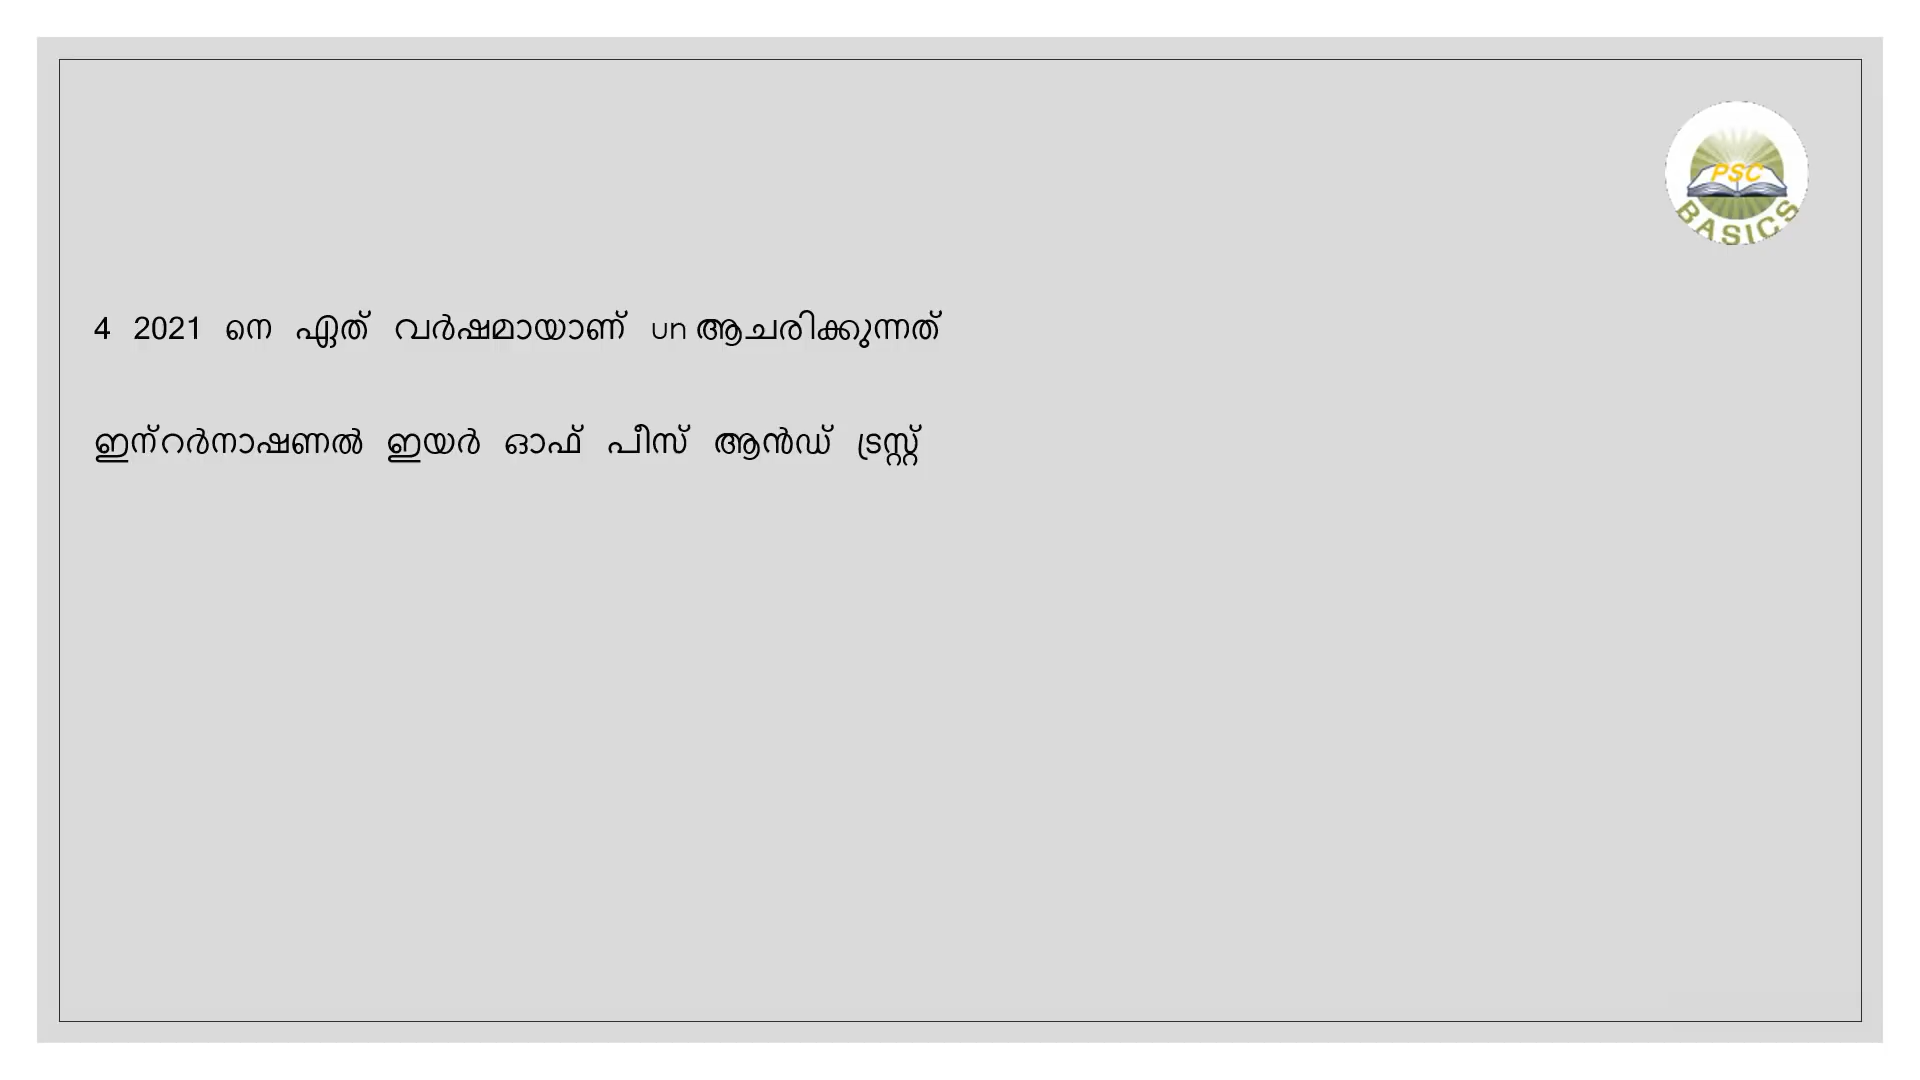 PSC
BASICS
4 2021 നെ ഏത് വർഷമായാണ് un ആചരിക്കുന്നത്
ഇന്റർനാഷണൽ ഇയർ ഓഫ് പീസ് ആൻഡ് ട്രസ്റ്റ്